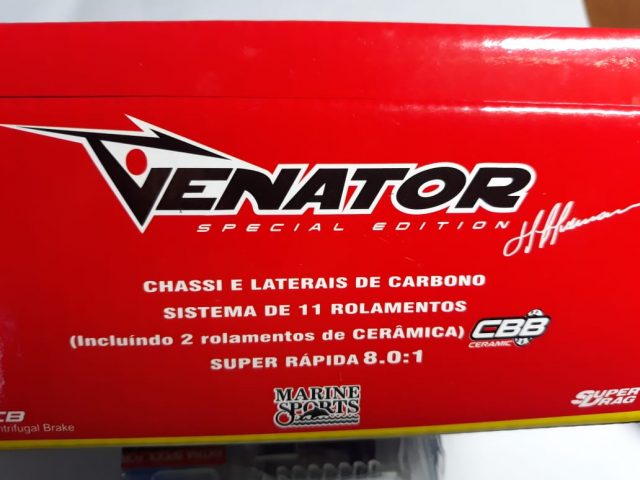 VENATOR
SPECIAL EDITION
CHASSI E LATERAIS DE CARBONO
SISTEMA DE 11 ROLAMENTOS
(Incluíndo 2 rolamentos de CERÂMICA) CBB
CERAMIC
SUPER RÁPIDA 8.0:1
MARINE
SPORTS
SUPER
DRAG
CB
ntrifugal Brake